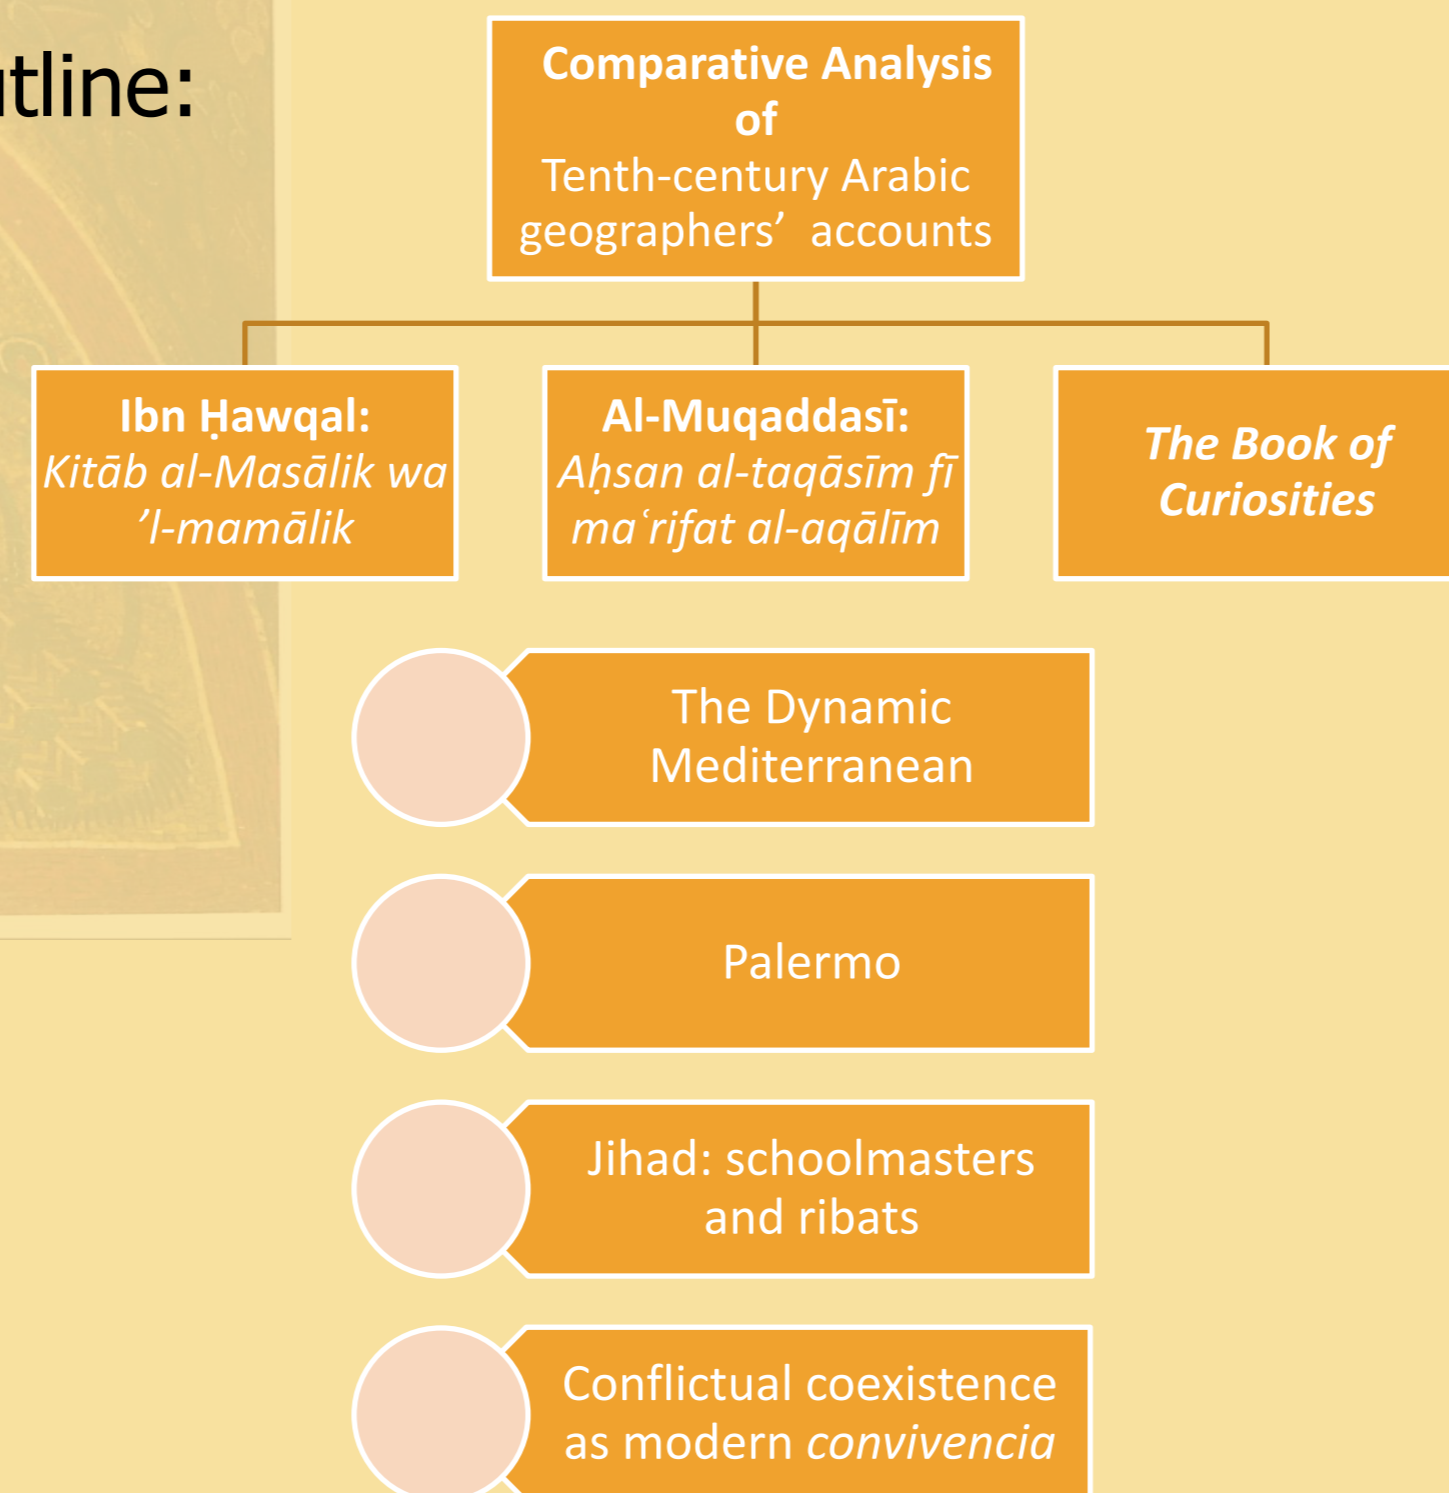 utline:
Comparative Analysis
of
Tenth-century Arabic
geographers’ accounts
Ibn Ḥawqal:
Kitāb al-Masālik wa
’l-mamālik
Al-Muqaddasī:
Aḥsan al-taqāsīm fī
maʿrifat al-aqālīm
The Book of
Curiosities
The Dynamic
Mediterranean
Palermo
Jihad: schoolmasters
and ribats
Conflictual coexistence
as modern convivencia